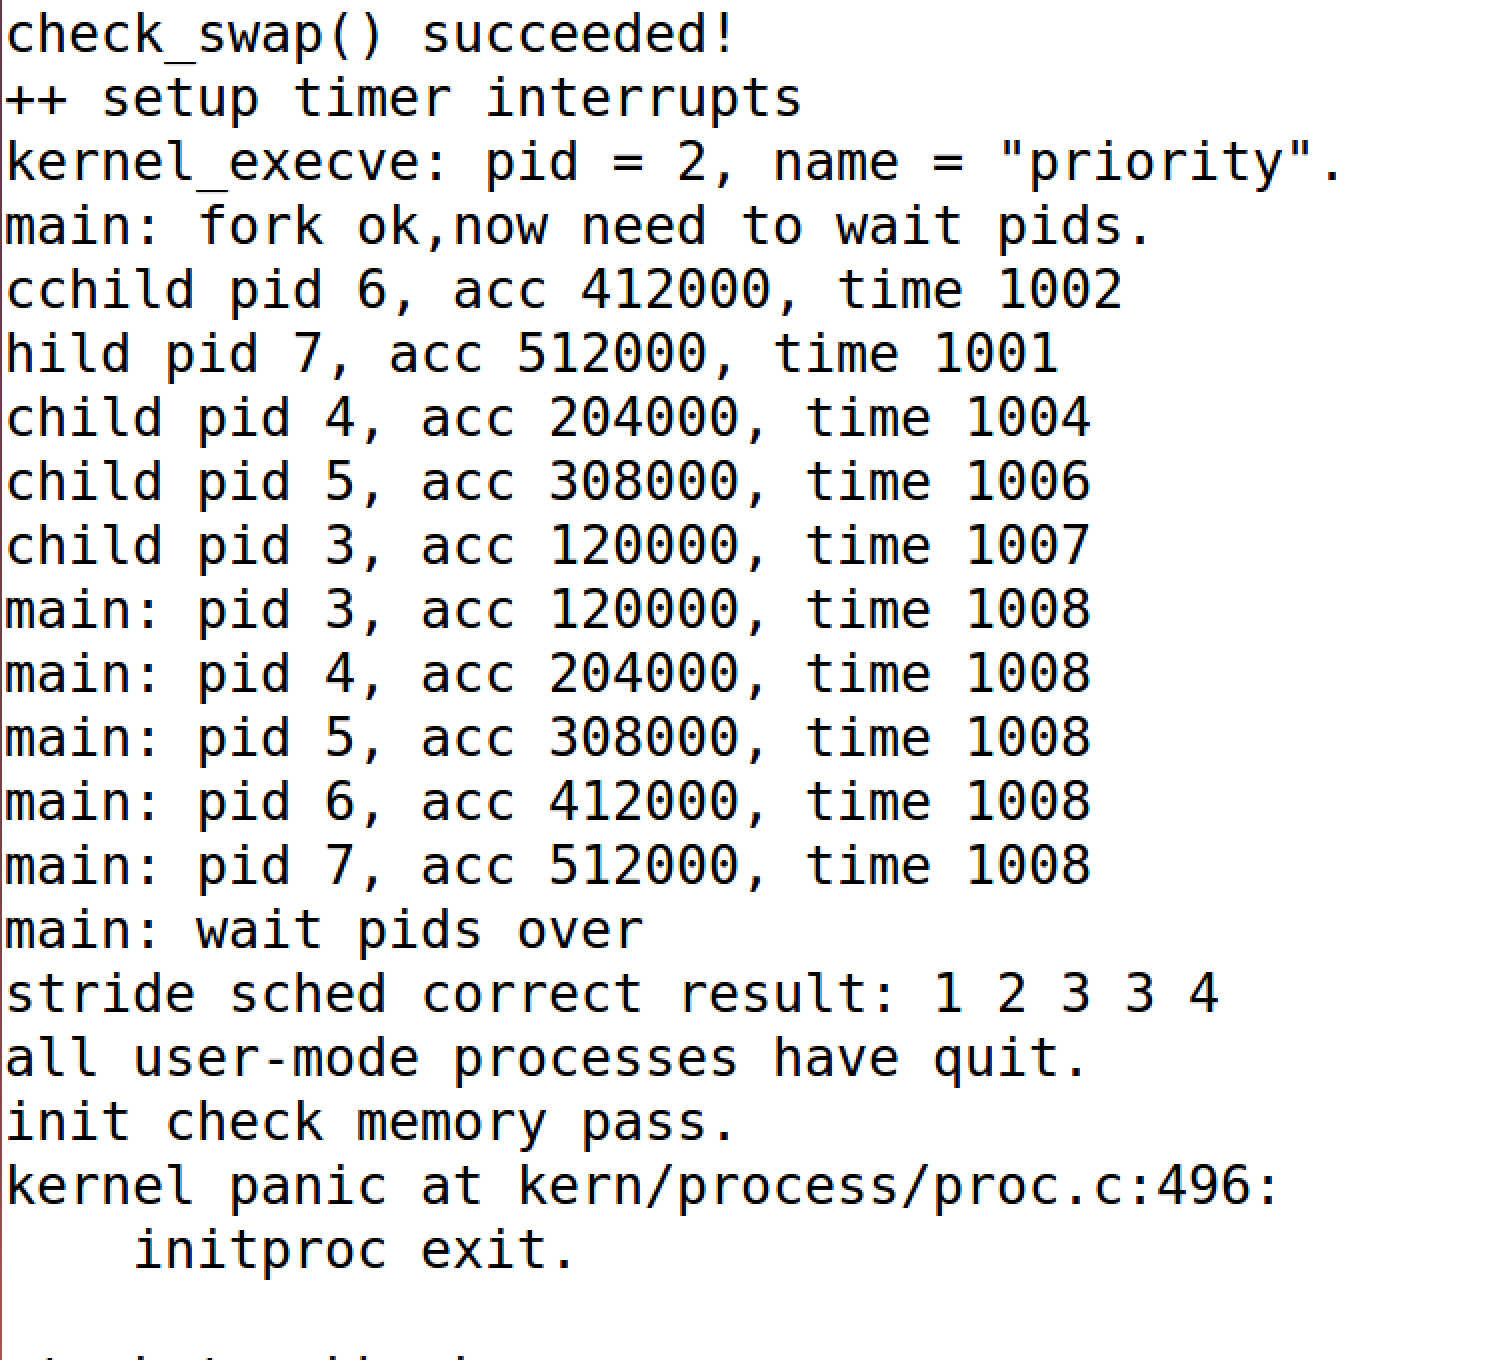 check_swap() succeeded!
++ setup timer interrupts
kernel_execve: pid = 2, name = "priority".
main: fork ok,now need to wait pids.
cchild pid 6, acc 412000, time 1002
hild pid 7, acc 512000, time 1001
child pid 4, acc 204000, time 1004
child pid 5, acc 308000, time 1006
child pid 3, acc 120000, time 1007
main: pid 3, acc 120000, time 1008
main: pid 4, acc 204000, time 1008
main: pid 5, acc 308000, time 1008
main: pid 6, acc 412000, time 1008
main: pid 7, acc 512000, time 1008
main: wait pids over
stride sched correct result: 1 2 3 3 4
all user-mode processes have quit.
init check memory pass.
kernel panic at kern/process/proc.c:496:
    initproc exit.